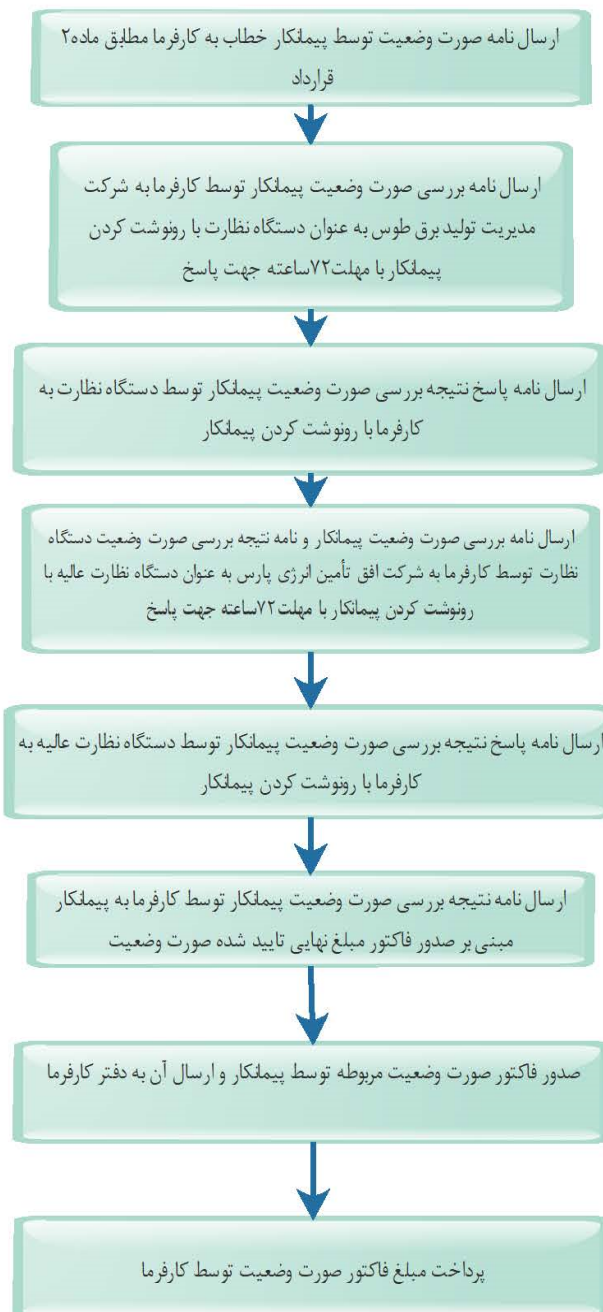 ارسال نامه صورت وضعیت توسط پیمانکار خطاب به کارفرما مطابق ماده۲
قرارداد
ارسال نامه بررسی صورت وضعیت پیمانکار توسط کارفرما به شرکت
مدیریت تولید برق طوس به عنوان دستگاه نظارت با رونوشت کردن
پیمانکار با مهلت۷۲ساعته جهت پاسخ
ارسال نامه پاسخ نتیجه بررسی صورت وضعیت پیمانکار توسط دستگاه نظارت به
کارفرما با رونوشت کردن پیمانکار
ارسال نامه بررسی صورت وضعیت پیمانکار و نامه نتیجه بررسی صورت وضعیت دستگاه
نظارت توسط کارفرما به شرکت افق تأمین انرژی پارس به عنوان دستگاه نظارت عالیه با
رونوشت کردن پیمانکار با مهلت۷۲ساعته جهت پاسخ
ارسال نامه پاسخ نتیجه بررسی صورت وضعیت پیمانکار توسط دستگاه نظارت عالیه به
کارفرما با رونوشت کردن پیمانکار
ارسال نامه نتیجه بررسی صورت وضعیت پیمانکار توسط کارفرما به پیمانکار
مبنی بر صدور فاکتور مبلغ نهایی تایید شده صورت وضعیت
صدور فاکتور صورت وضعیت مربوطه توسط پیمانکار و ارسال آن به دفتر کارفرما
پرداخت مبلغ فاکتور صورت وضعیت توسط کارفرما